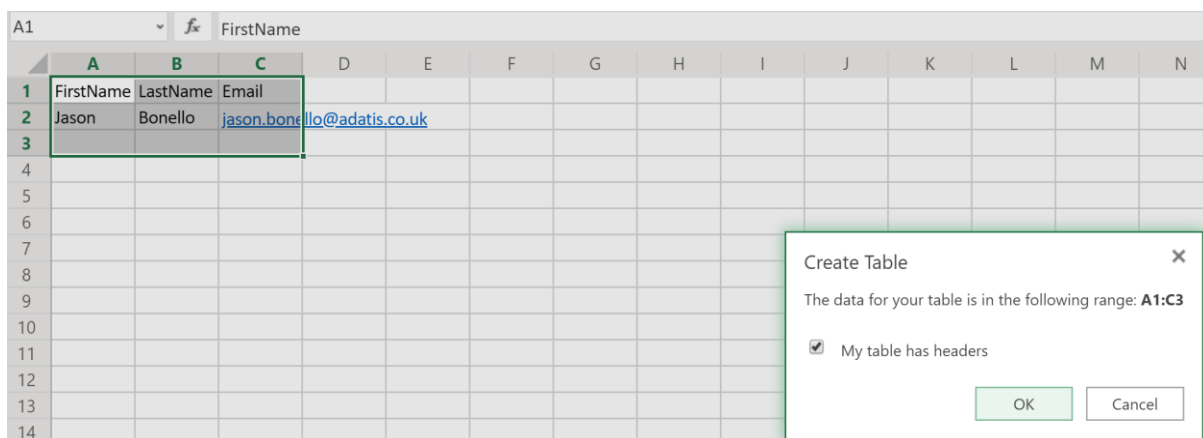 A1 fx FirstName
A B C D E F G H I J K L M N
1 FirstName LastName Email
2 Jason Bonello jason.bonello@adatis.co.uk
3
4
5
6
7
8
9
10
11
12
13
14
Create Table
The data for your table is in the following range: A1:C3
My table has headers
OK Cancel